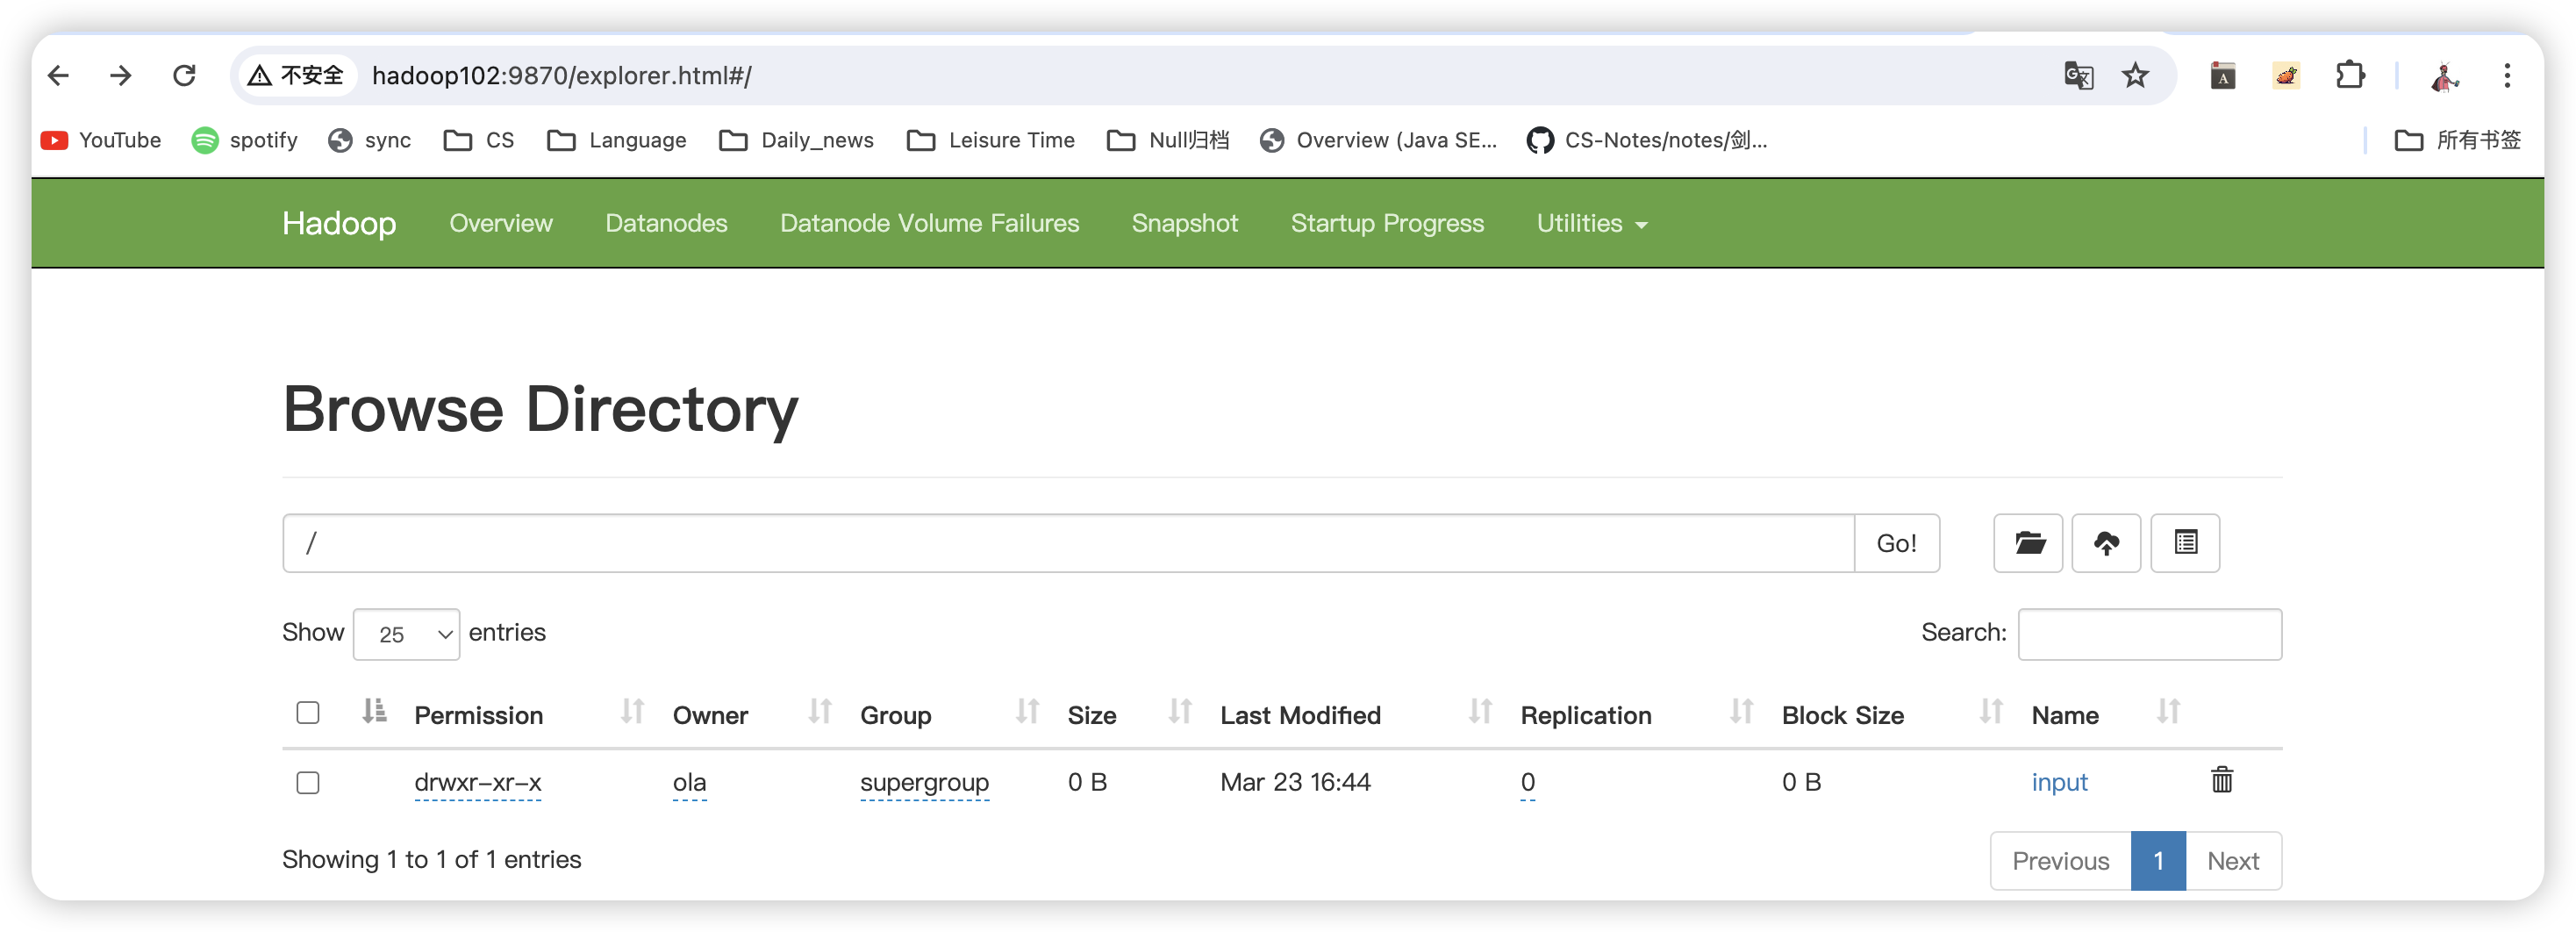 不安全 hadoop102:9870/explorer.html#/
YouTube spotify sync CS Language Daily_news Leisure Time Null归档 Overview (Java SE... CS-Notes/notes/剑... 所有书签
Hadoop Overview Datanodes Datanode Volume Failures Snapshot Startup Progress Utilities
Browse Directory
/ Go!
Show 25 entries Search:
Permission Owner Group Size Last Modified Replication Block Size Name
drwxr-xr-x ola supergroup 0 B Mar 23 16:44 0 0 B input
Showing 1 to 1 of 1 entries Previous 1 Next